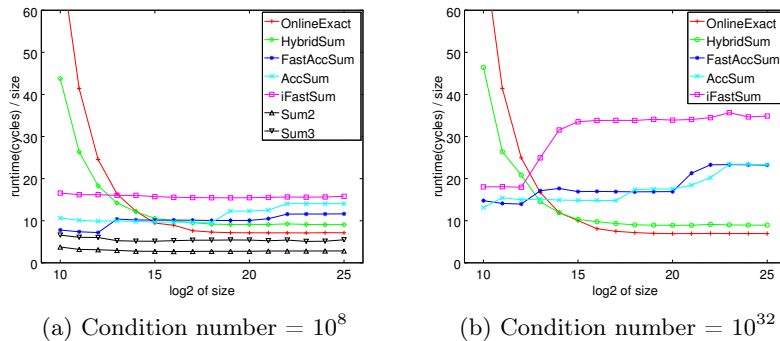 60
50
40
30
20
10
0
runtime(cycles) / size
10
15
20
25
log2 of size
OnlineExact
HybridSum
FastAccSum
AccSum
iFastSum
Sum2
Sum3
(a) Condition number = 10^8
60
50
40
30
20
10
0
runtime(cycles) / size
10
15
20
25
log2 of size
OnlineExact
HybridSum
FastAccSum
AccSum
iFastSum
(b) Condition number = 10^32